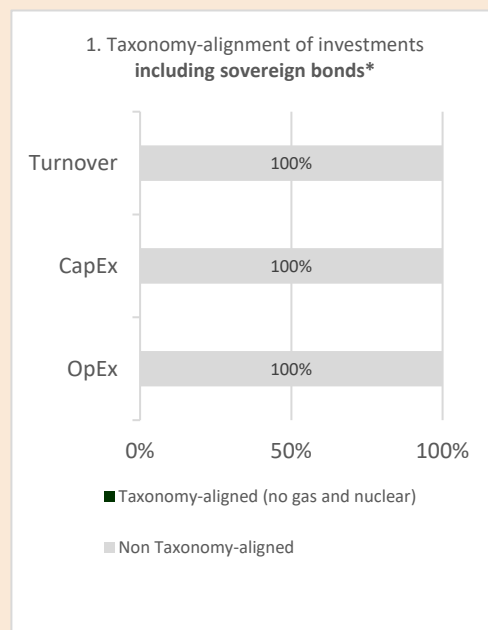 1. Taxonomy-alignment of investments
including sovereign bonds*
Turnover
100%
CapEx
100%
OpEx
100%
0%
50%
100%
Taxonomy-aligned (no gas and nuclear)
Non Taxonomy-aligned